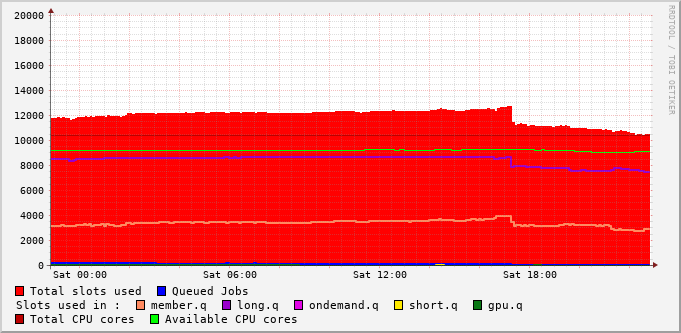 20000
18000
16000
14000
12000
10000
8000
6000
4000
2000
0
Sat 00:00 Sat 06:00 Sat 12:00 Sat 18:00
RRDTOOL / TOBI OETIKER
Total slots used Queued Jobs
Slots used in : member.q long.q ondemand.q short.q gpu.q
Total CPU cores Available CPU cores